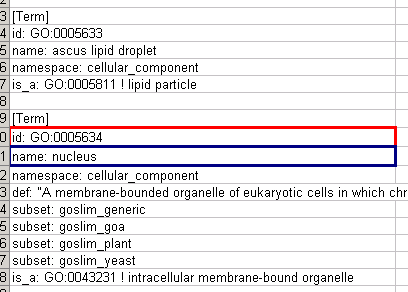 2
3 [Term]
4 id: GO:0005633
5 name: ascus lipid droplet
6 namespace: cellular_component
7 is_a: GO:0005811 ! lipid particle
8
9 [Term]
0 id: GO:0005634
1 name: nucleus
2 namespace: cellular_component
3 def: "A membrane-bounded organelle of eukaryotic cells in which chr
4 subset: goslim_generic
5 subset: goslim_goa
6 subset: goslim_plant
7 subset: goslim_yeast
8 is_a: GO:0043231 ! intracellular membrane-bound organelle